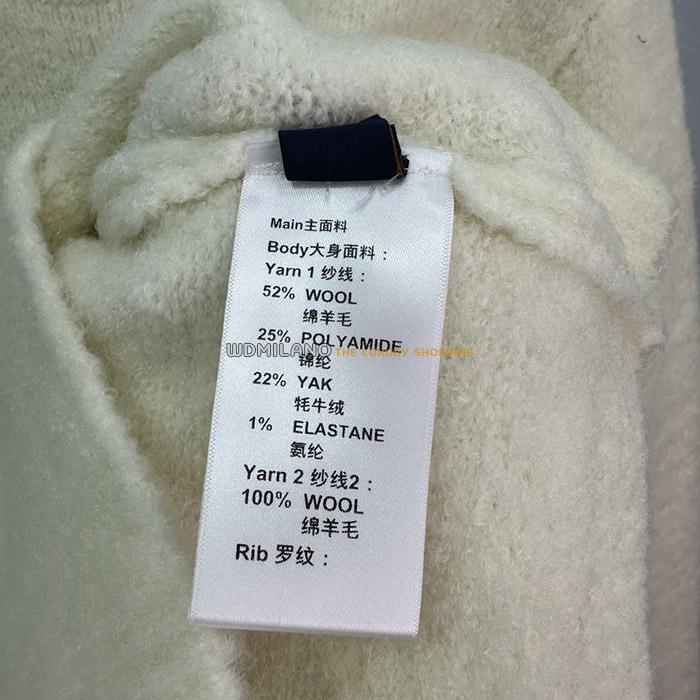 Main主面料
Body大身面料：
Yarn 1 纱线：
52% WOOL
绵羊毛
25% POLYAMIDE
WDMILANO THE LUXURY SHOPPING
锦纶
22% YAK
牦牛绒
1% ELASTANE
氨纶
Yarn 2 纱线2：
100% WOOL
绵羊毛
Rib 罗纹：